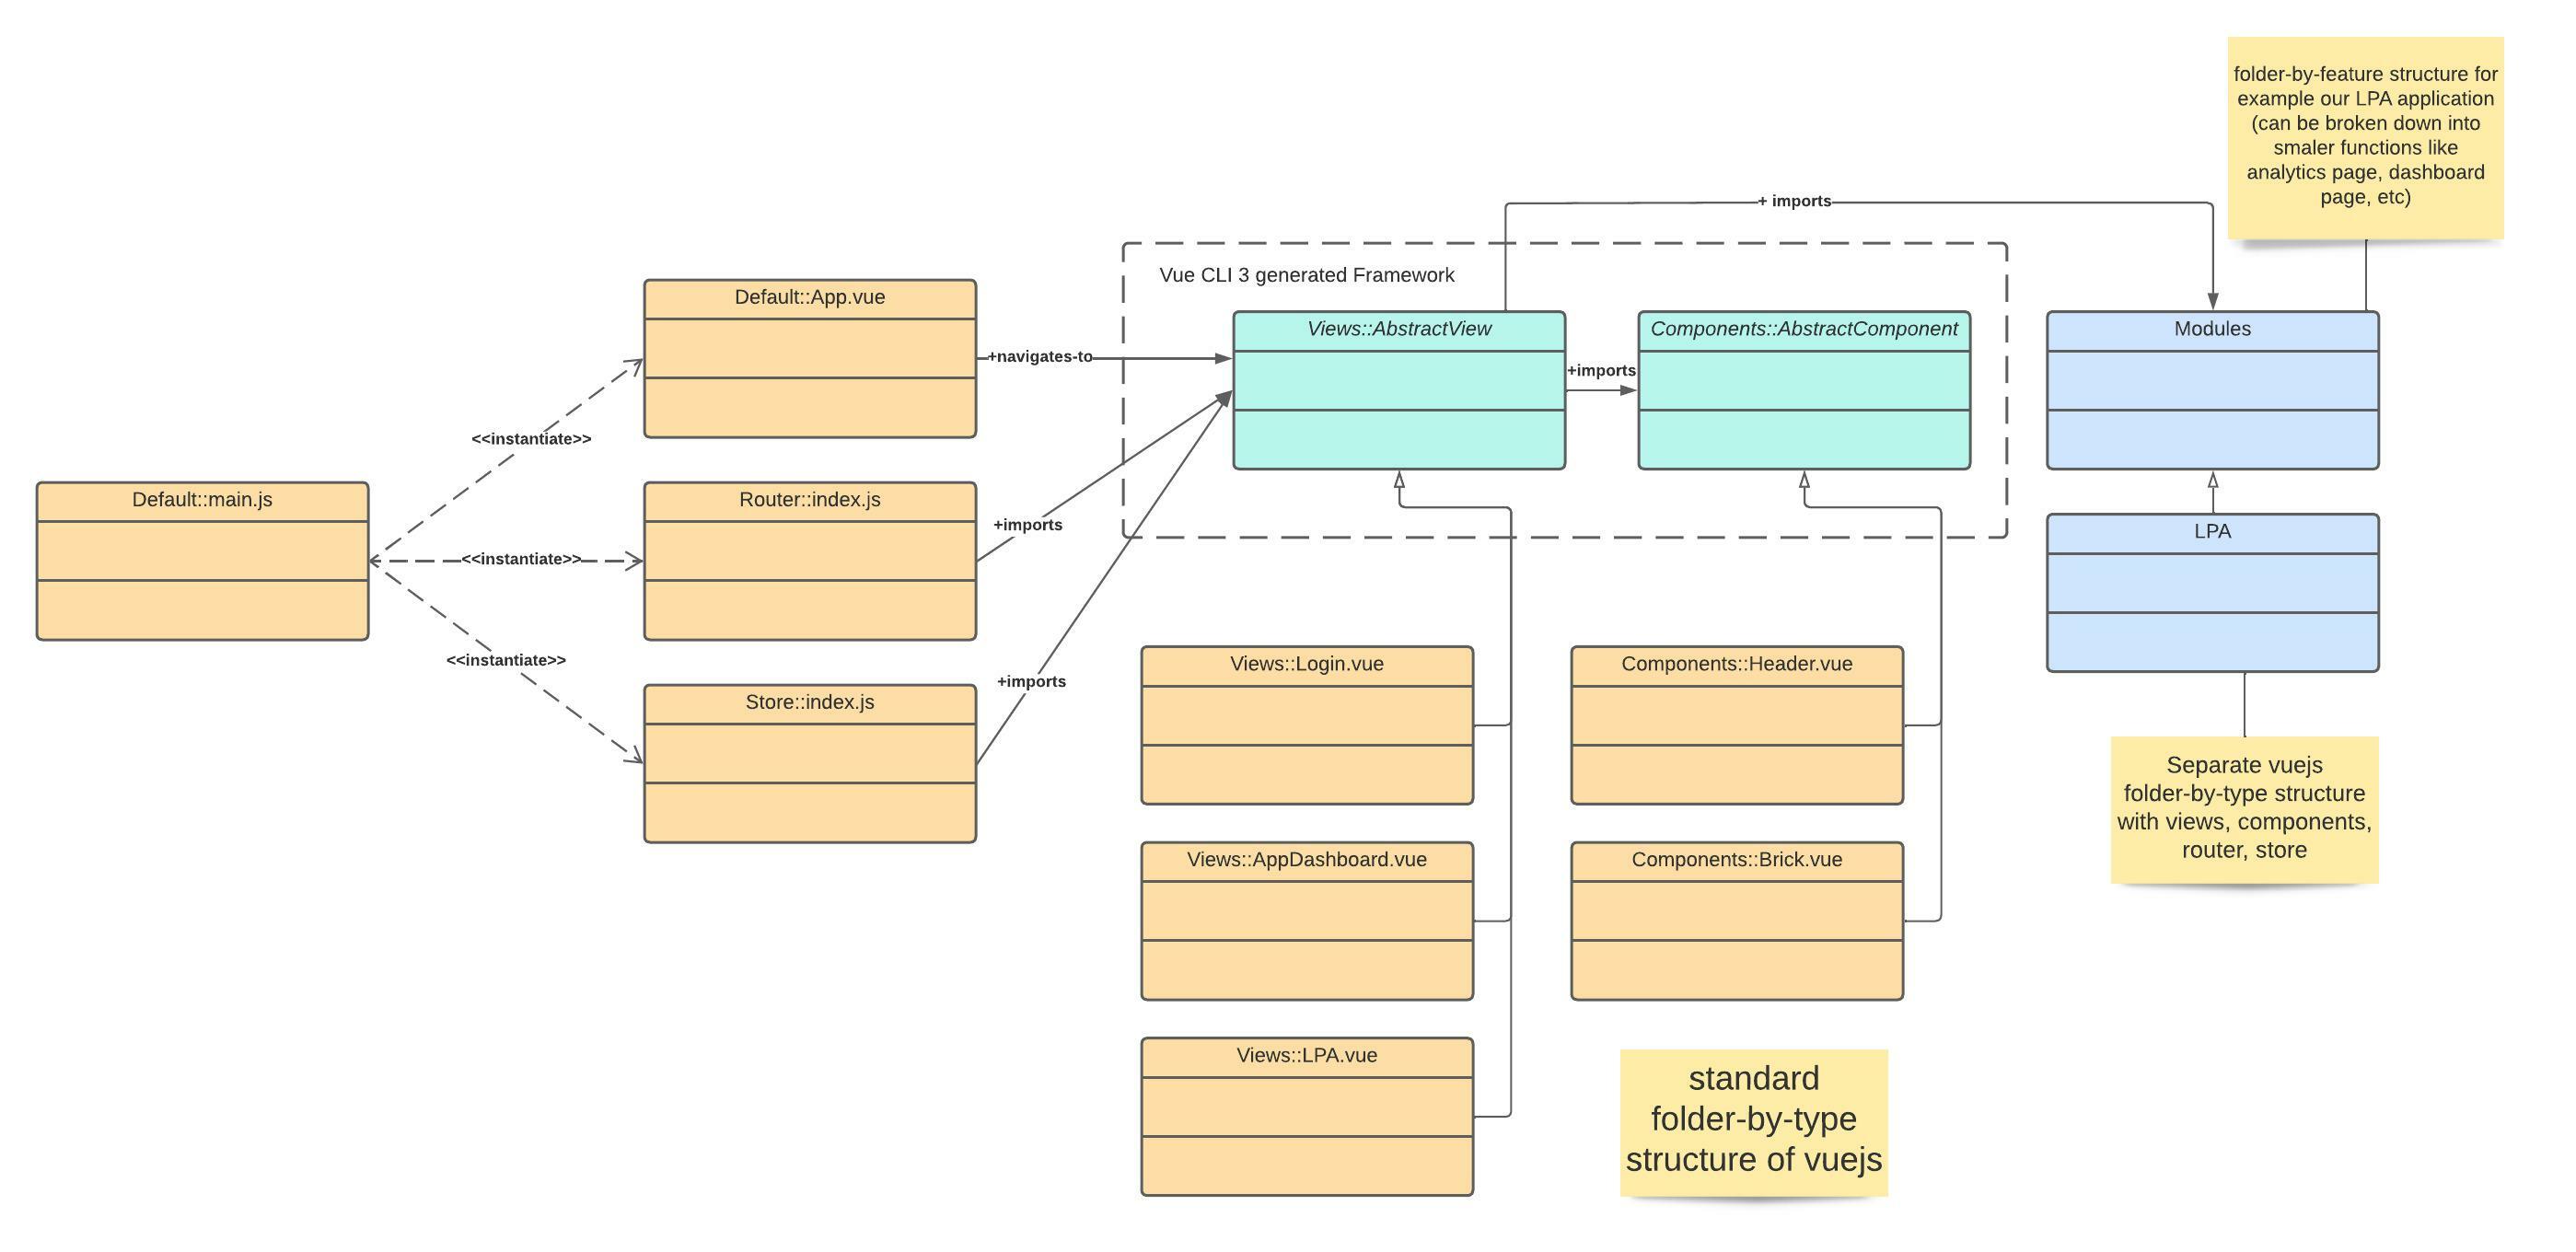 folder-by-feature structure for
example our LPA application
(can be broken down into
smaler functions like
analytics page, dashboard
page, etc)
+ imports
Vue CLI 3 generated Framework
Default::App.vue
Views::AbstractView
Components::AbstractComponent
Modules
+navigates-to
+imports
<<instantiate>>
Default::main.js
Router::index.js
+imports
LPA
<<instantiate>>
<<instantiate>>
Store::index.js
+imports
Views::Login.vue
Components::Header.vue
Separate vuejs
folder-by-type structure
with views, components,
router, store
Views::AppDashboard.vue
Components::Brick.vue
Views::LPA.vue
standard
folder-by-type
structure of vuejs